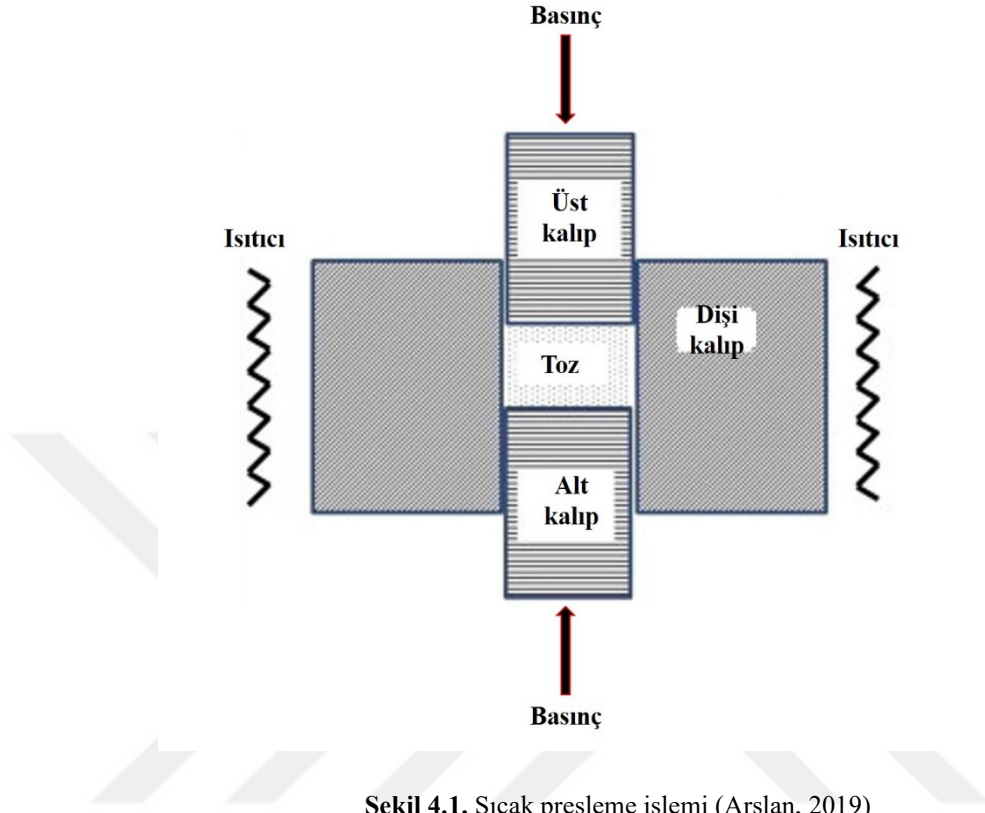 Basınç
Üst
kalıp
Isıtıcı
Isıtıcı
Dişi
kalıp
Toz
Alt
kalıp
Basınç
Şekil 4.1. Sıcak presleme işlemi (Arslan, 2019)